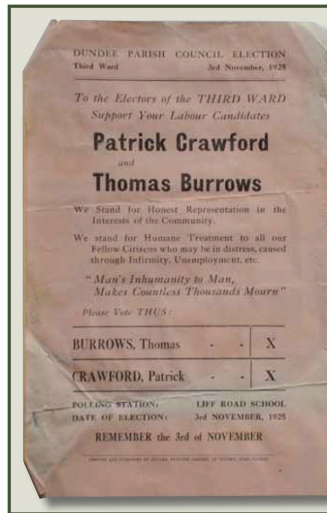 DUNDEE PARISH COUNCIL ELECTION
Third Ward 3rd November, 1928
To the Electors of the THIRD WARD
Support Your Labour Candidates
Patrick Crawford
and
Thomas Burrows
We Stand for Honest Representation in the
Interests of the Community.
We stand for Humane Treatment to all our
Fellow Citizens who may be in distress, caused
through Infirmity, Unemployment, etc.
"Man's Inhumanity to Man,
Makes Countless Thousands Mourn"
Please Vote THUS:
BURROWS, Thomas - - X
CRAWFORD, Patrick - - X
POLLING STATION: LIFF ROAD SCHOOL
DATE OF ELECTION: 3rd NOVEMBER, 1928
REMEMBER the 3rd of NOVEMBER